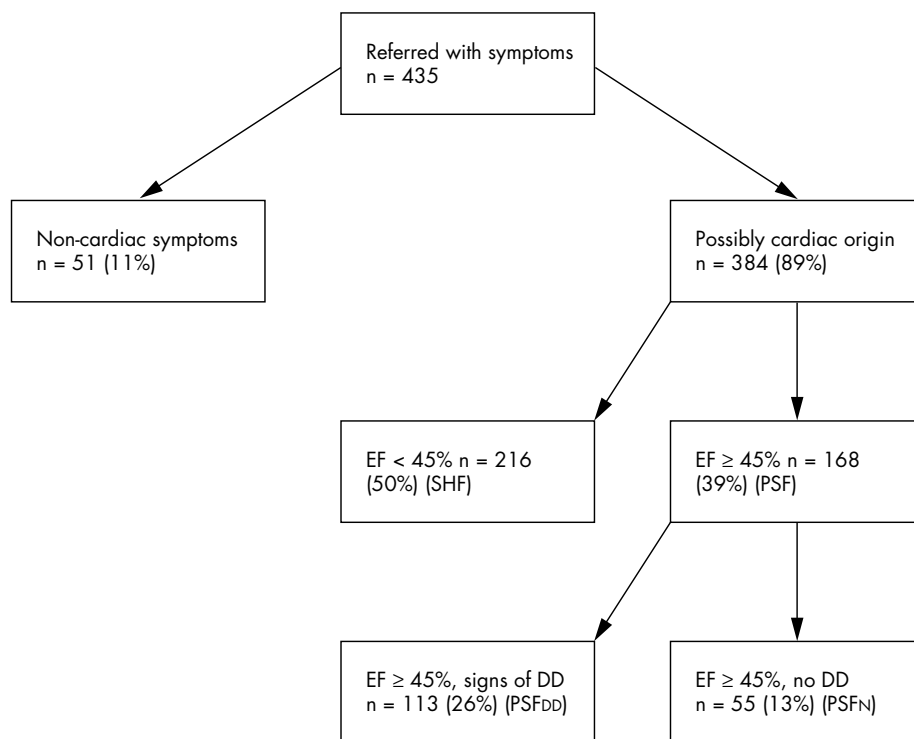 Referred with symptoms
n = 435
Non-cardiac symptoms
n = 51 (11%)
Possibly cardiac origin
n = 384 (89%)
EF < 45% n = 216
(50%) (SHF)
EF ≥ 45% n = 168
(39%) (PSF)
EF ≥ 45%, signs of DD
n = 113 (26%) (PSFDD)
EF ≥ 45%, no DD
n = 55 (13%) (PSFN)